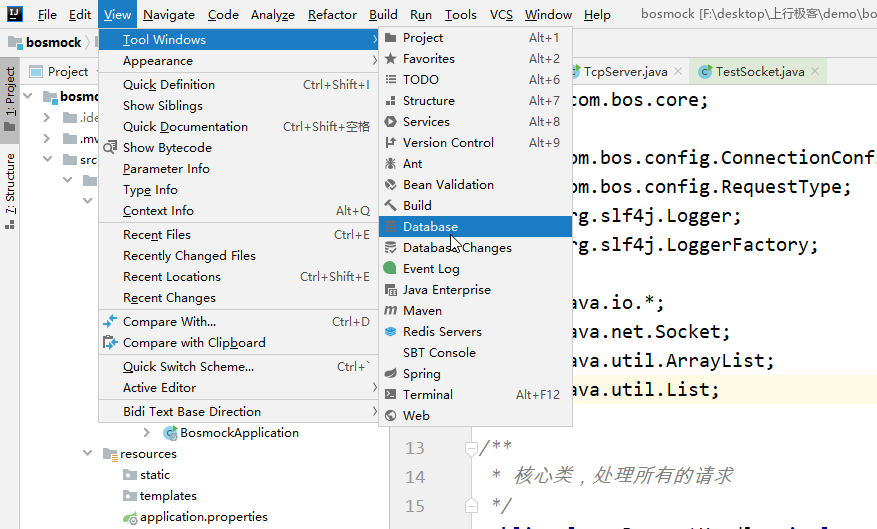 File Edit View Navigate Code Analyze Refactor Build Run Tools VCS Window Help bosmock [F:\desktop\上行极客\demo\bo
bosmock
Project
TcpServer.java
TestSocket.java
1: Project
7: Structure
bosmo
.ide
.mv
src
Tool Windows
Appearance
Quick Definition Ctrl+Shift+I
Show Siblings
Quick Documentation Ctrl+Shift+空格
Show Bytecode
Parameter Info
Type Info
Context Info Alt+Q
Recent Files Ctrl+E
Recently Changed Files
Recent Locations Ctrl+Shift+E
Recent Changes
Compare With... Ctrl+D
Compare with Clipboard
Quick Switch Scheme... Ctrl+`
Active Editor
Bidi Text Base Direction
Project Alt+1
Favorites Alt+2
TODO Alt+6
Structure Alt+7
Services Alt+8
Version Control Alt+9
Ant
Bean Validation
Build
Database
Database Changes
Event Log
Java Enterprise
Maven
Redis Servers
SBT Console
Spring
Terminal Alt+F12
Web
BosmockApplication
resources
static
templates
application.properties
om.bos.core;
om.bos.config.ConnectionConf
om.bos.config.RequestType;
rg.slf4j.Logger;
rg.slf4j.LoggerFactory;
ava.io.*;
ava.net.Socket;
ava.util.ArrayList;
ava.util.List;
13 /**
14 * 核心类，处理所有的请求
15 */